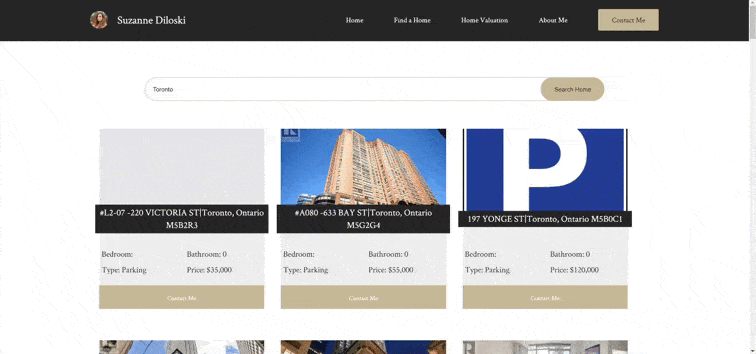 Suzanne Diloski
Home
Find a Home
Home Valuation
About Me
Contact Me
Toronto
Search Home
#L2-07 -220 VICTORIA ST|Toronto, Ontario
M5B2R3
Bedroom:
Bathroom: 0
Type: Parking
Price: $35,000
Contact Me
#A080 -633 BAY ST|Toronto, Ontario
M5G2G4
Bedroom:
Bathroom: 0
Type: Parking
Price: $55,000
Contact Me
P
197 YONGE ST|Toronto, Ontario M5B0C1
Bedroom:
Bathroom: 0
Type: Parking
Price: $120,000
Contact Me